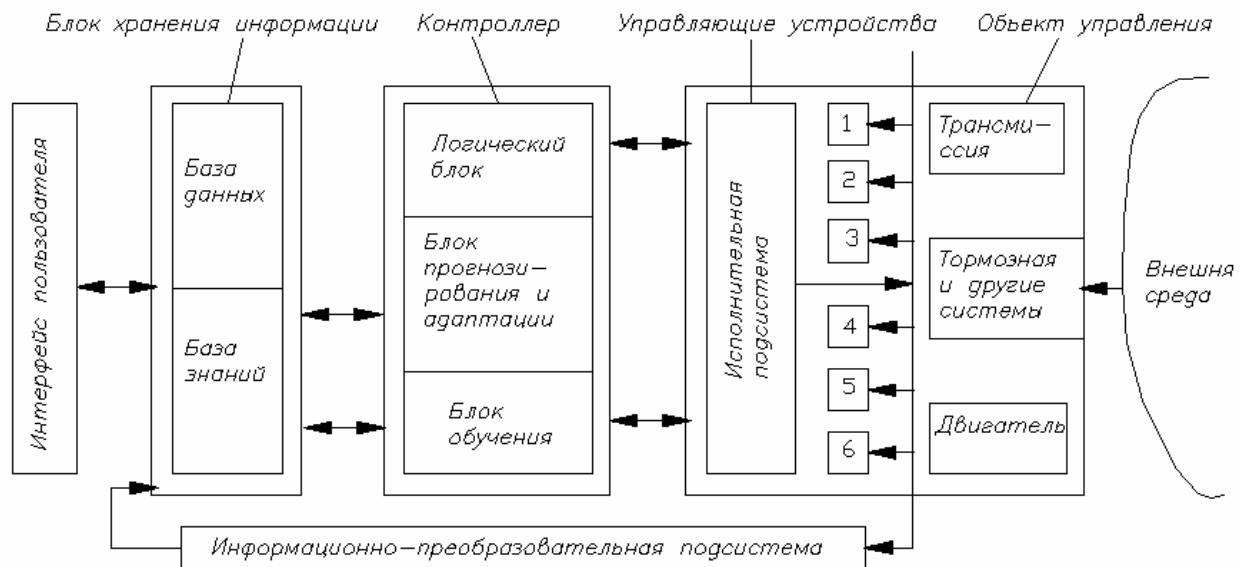 Блок хранения информации
Контроллер
Управляющие устройства
Объект управления
Интерфейс пользователя
База
данных
База
знаний
Логический
блок
Блок
прогнози-
рования и
адаптации
Блок
обучения
Исполнительная
подсистема
1
2
3
4
5
6
Трансми-
ссия
Тормозная
и другие
системы
Двигатель
Внешня
среда
Информационно-преобразовательная подсистема